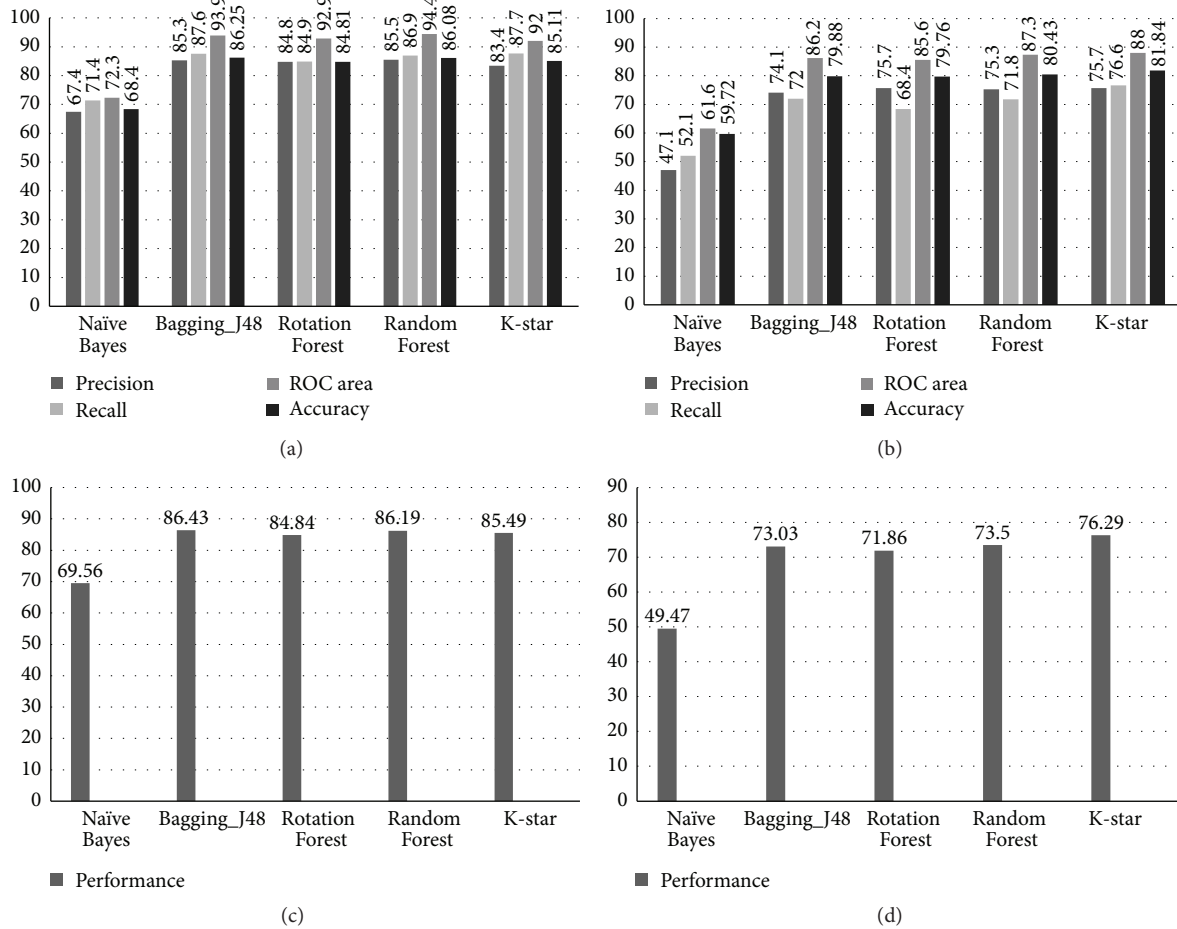 100
90
80
70
60
50
40
30
20
10
0
67.4
71.4
72.3
68.4
85.3
87.6
93.9
86.25
84.8
84.9
92.9
84.81
85.5
86.9
94.4
86.08
83.4
87.7
92
85.11
Naïve Bayes
Bagging_J48
Rotation Forest
Random Forest
K-star
Precision
ROC area
Recall
Accuracy
(a)
100
90
80
70
60
50
40
30
20
10
0
47.1
52.1
61.6
59.72
74.1
72
86.2
79.88
75.7
68.4
85.6
79.76
75.3
71.8
87.3
80.43
75.7
76.6
88
81.84
Naïve Bayes
Bagging_J48
Rotation Forest
Random Forest
K-star
Precision
ROC area
Recall
Accuracy
(b)
100
90
80
70
60
50
40
30
20
10
0
69.56
86.43
84.84
86.19
85.49
Naïve Bayes
Bagging_J48
Rotation Forest
Random Forest
K-star
Performance
(c)
90
80
70
60
50
40
30
20
10
0
49.47
73.03
71.86
73.5
76.29
Naïve Bayes
Bagging_J48
Rotation Forest
Random Forest
K-star
Performance
(d)